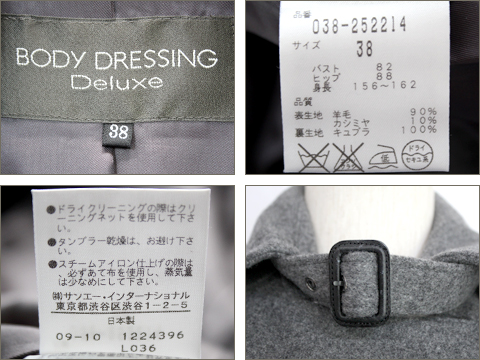 BODY DRESSING
Deluxe
38
品番
038-252214
サイズ 38
バスト 82
ヒップ 88
身長 156~162
品質
表生地 羊毛 90%
カシミヤ 10%
裏生地 キュプラ 100%
低
ドライ
セキユ系
●ドライクリーニングの際はクリ
ーニングネットを使用して下さ
い。
●タンブラー乾燥は、お避け下さ
い。
●スチームアイロン仕上げの際は
、必ずあて布を使用し、蒸気量
は少なめにして下さい。
㈱サンエー・インターナショナル
東京都渋谷区渋谷1-2-5
日本製
09-10 1224396
L036